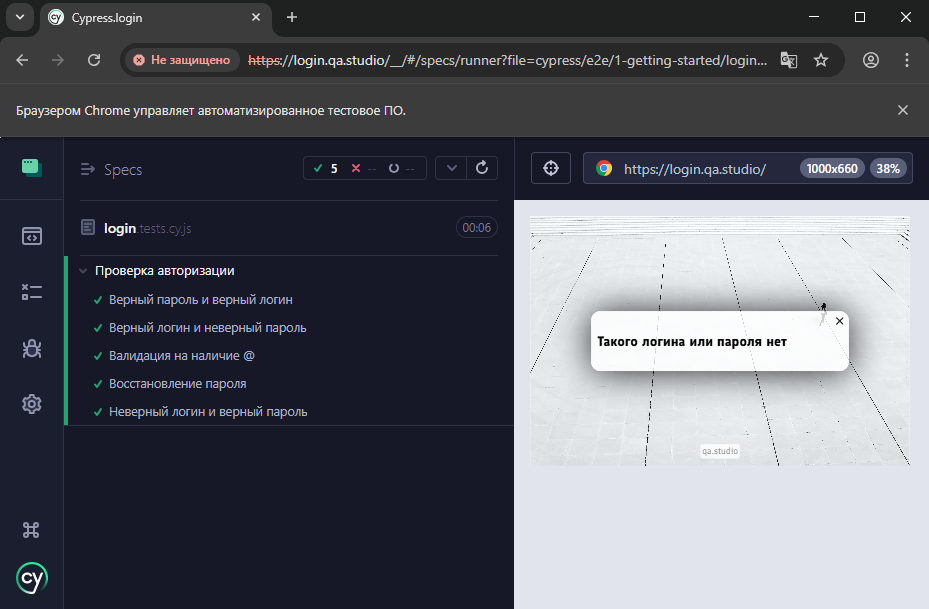 Cypress.login
Не защищено
https://login.qa.studio/__/#/specs/runner?file=cypress/e2e/1-getting-started/login...
Браузером Chrome управляет автоматизированное тестовое ПО.
Specs
5
--
--
https://login.qa.studio/
1000x660
38%
login.tests.cy.js
00:06
Проверка авторизации
Верный пароль и верный логин
Верный логин и неверный пароль
Валидация на наличие @
Восстановление пароля
Неверный логин и верный пароль
Такого логина или пароля нет
qa.studio
cy